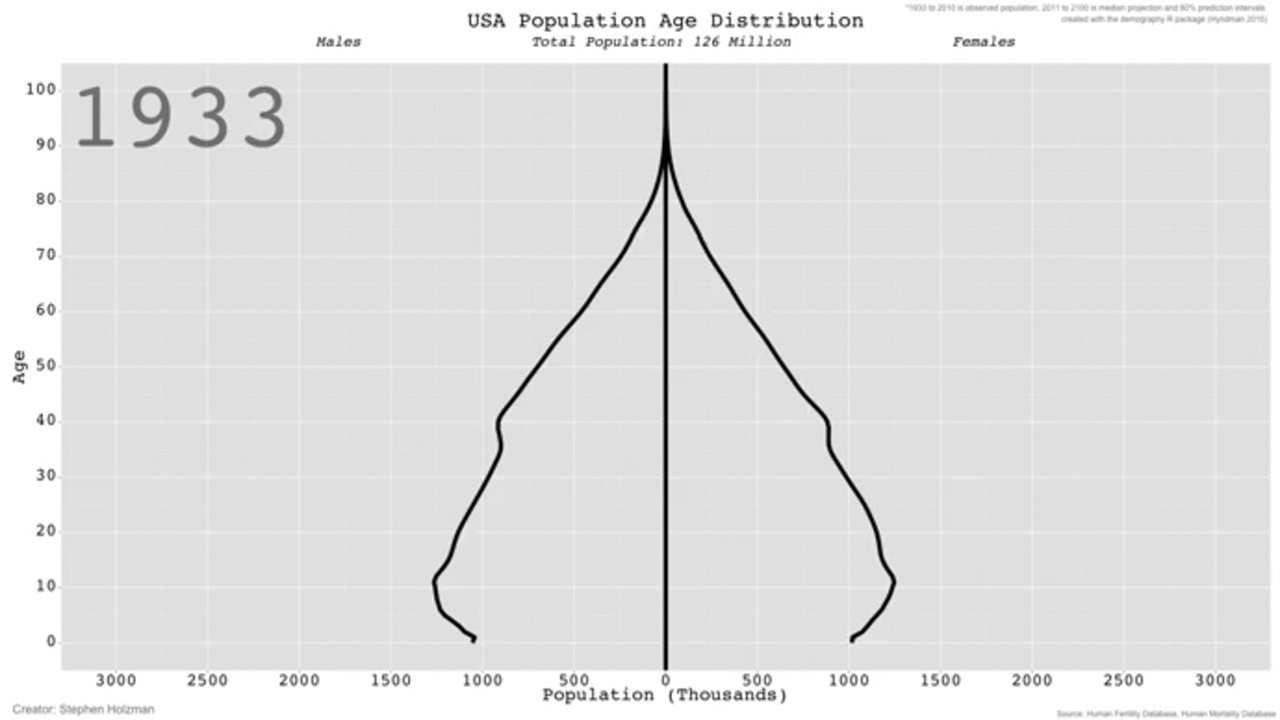 USA Population Age Distribution
*1933 to 2010 is observed population, 2011 to 2100 is median projection and 80% prediction intervals
created with the demography R package (Hyndman 2015)
Males
Total Population: 126 Million
Females
1933
100
90
80
70
60
50
40
30
20
10
0
Age
3000 2500 2000 1500 1000 500 0 500 1000 1500 2000 2500 3000
Population (Thousands)
Creator: Stephen Holzman
Source: Human Fertility Database, Human Mortality Database